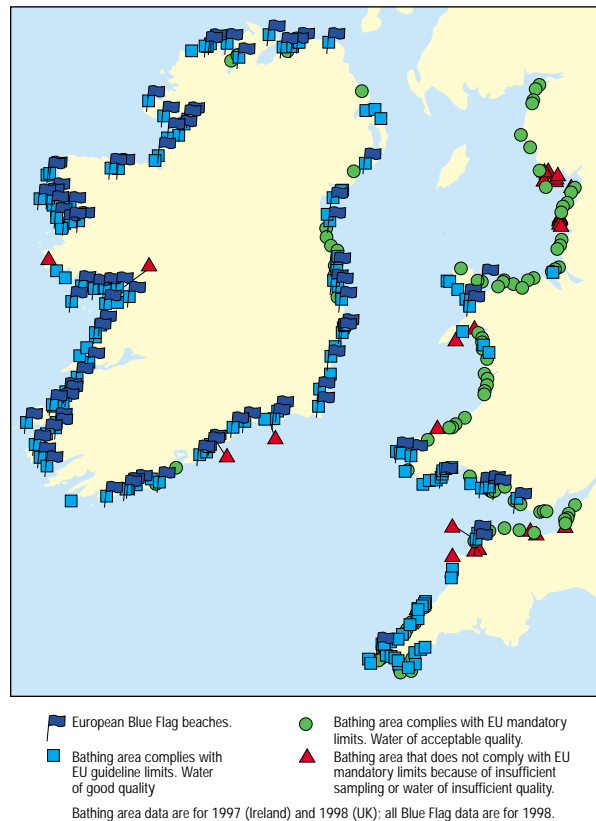 European Blue Flag beaches.
Bathing area complies with
EU guideline limits. Water
of good quality
Bathing area complies with EU mandatory
limits. Water of acceptable quality.
Bathing area that does not comply with EU
mandatory limits because of insufficient
sampling or water of insufficient quality.
Bathing area data are for 1997 (Ireland) and 1998 (UK); all Blue Flag data are for 1998.